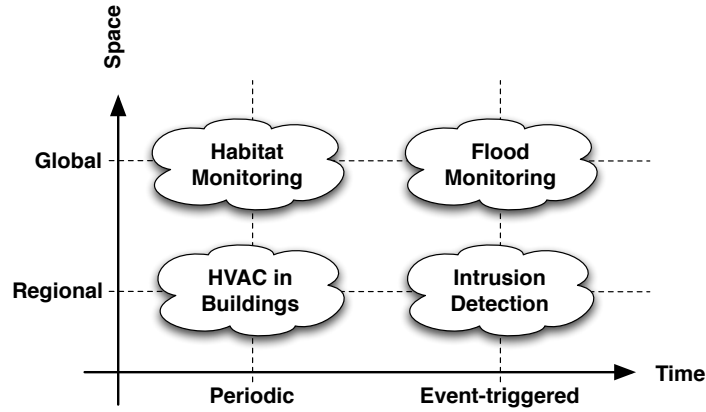 Space
Global
Habitat
Monitoring
Flood
Monitoring
Regional
HVAC in
Buildings
Intrusion
Detection
Time
Periodic
Event-triggered